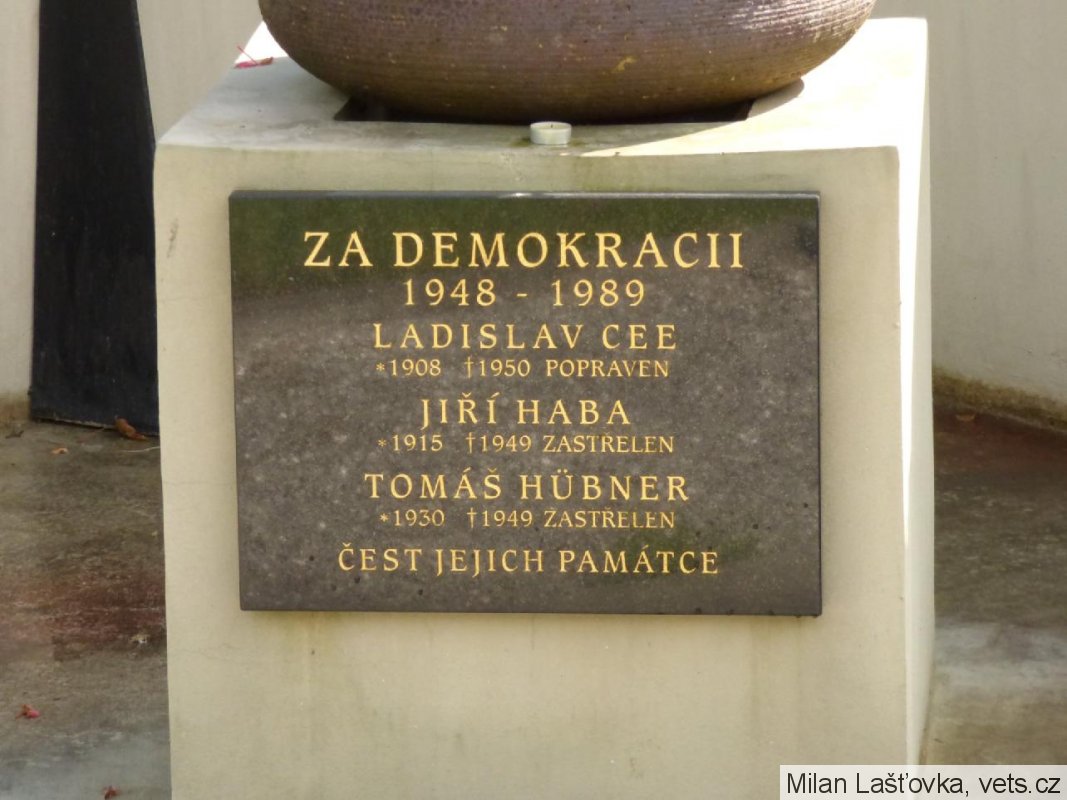 ZA DEMOKRACII
1948 - 1989
LADISLAV CEE
*1908 †1950 POPRAVEN
JIŘÍ HABA
*1915 †1949 ZASTŘELEN
TOMÁŠ HÜBNER
*1930 †1949 ZASTŘELEN
ČEST JEJICH PAMÁTCE
Milan Lašťovka, vets.cz